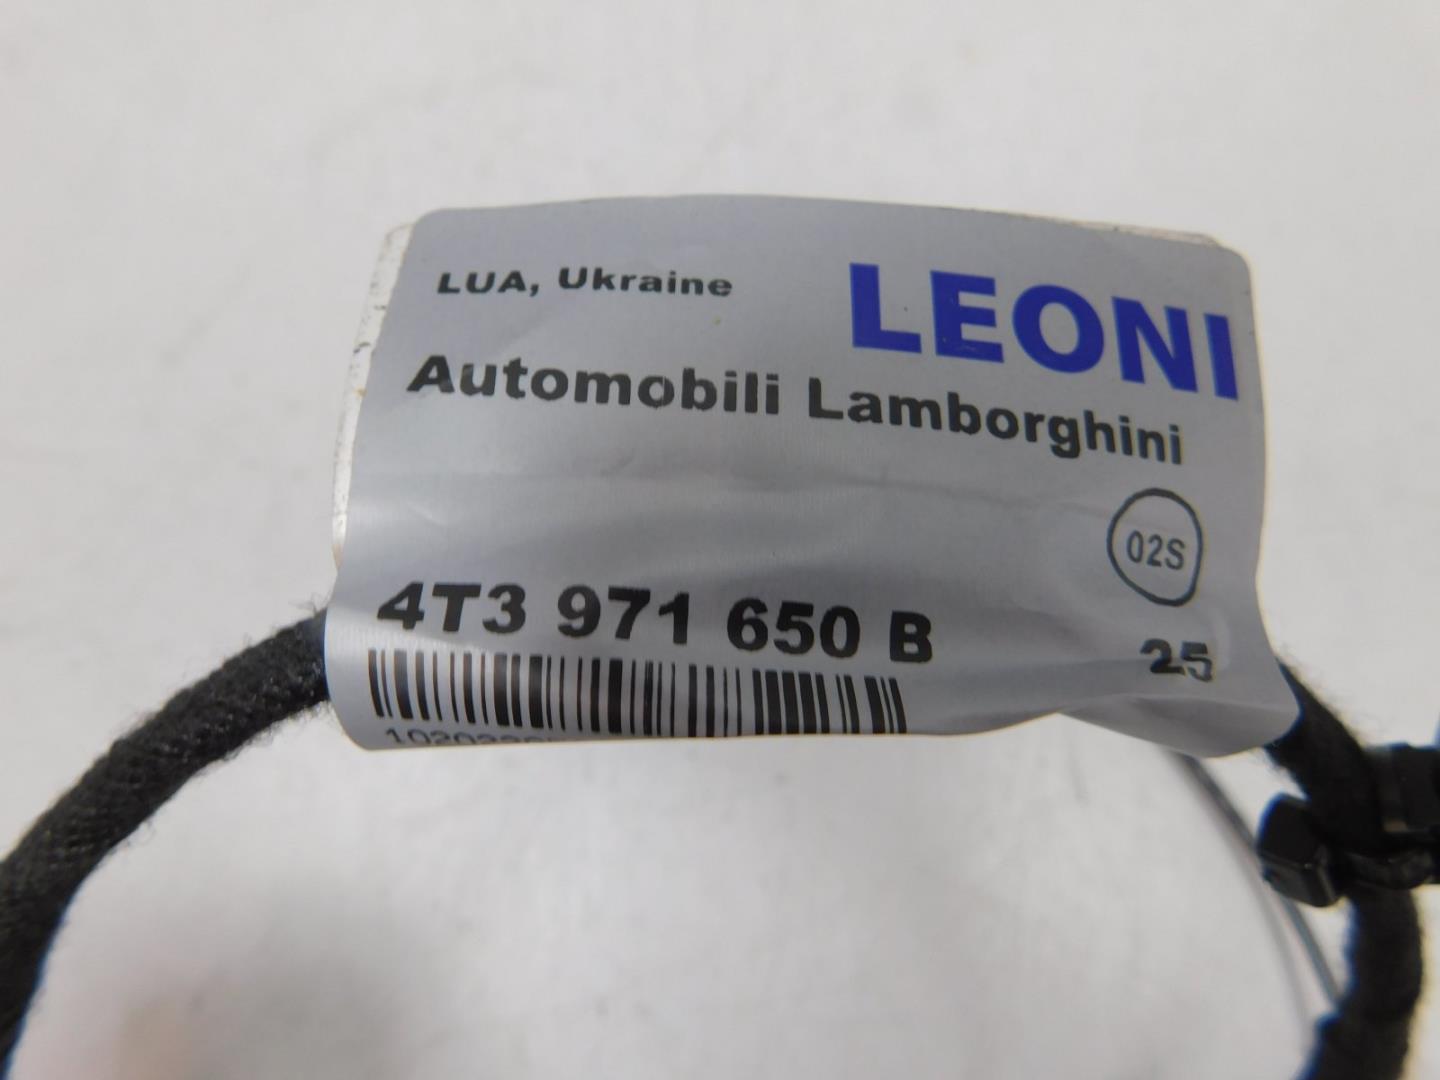 LUA, Ukraine
LEONI
Automobili Lamborghini
02S
4T3 971 650 B
25